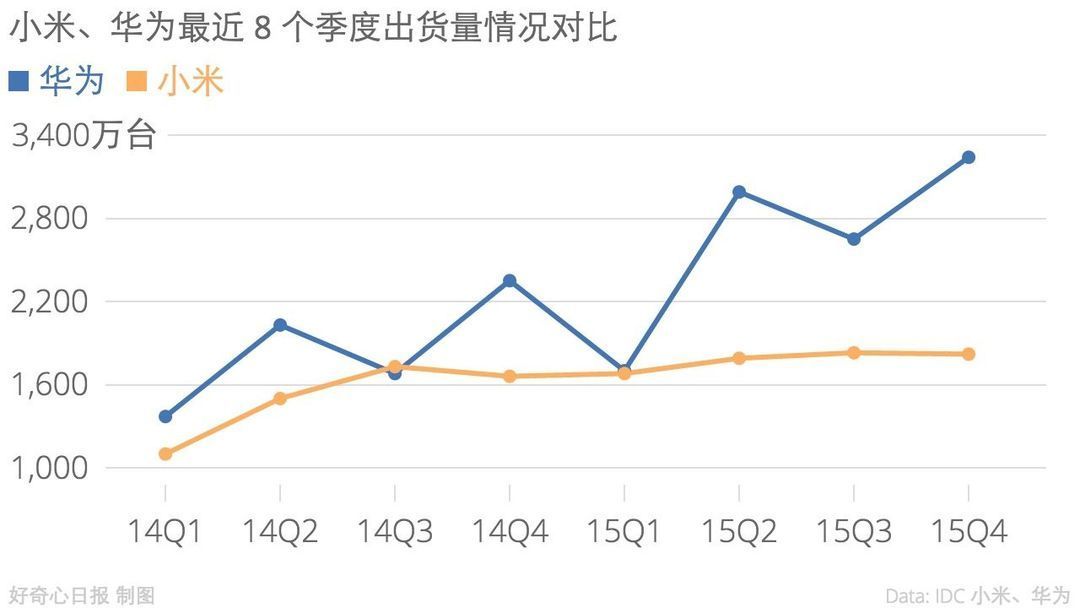 小米、华为最近 8 个季度出货量情况对比
华为 小米
3,400万台
2,800
2,200
1,600
1,000
14Q1 14Q2 14Q3 14Q4 15Q1 15Q2 15Q3 15Q4
好奇心日报 制图 Data: IDC 小米、华为